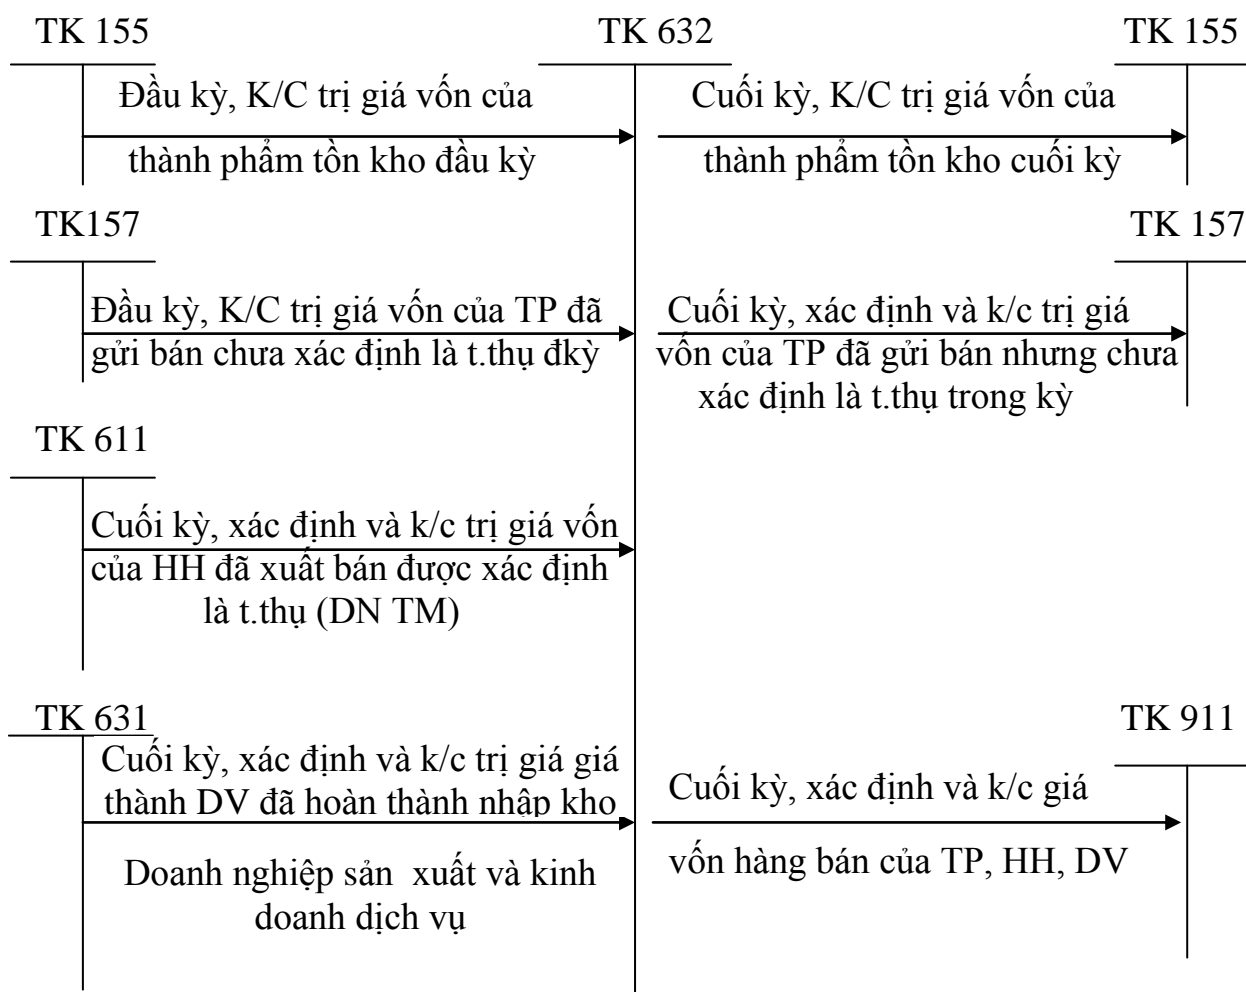 TK 155
TK 632
TK 155
Đầu kỳ, K/C trị giá vốn của
thành phẩm tồn kho đầu kỳ
Cuối kỳ, K/C trị giá vốn của
thành phẩm tồn kho cuối kỳ
TK157
TK 157
Đầu kỳ, K/C trị giá vốn của TP đã
gửi bán chưa xác định là t.thụ đkỳ
Cuối kỳ, xác định và k/c trị giá
vốn của TP đã gửi bán nhưng chưa
xác định là t.thụ trong kỳ
TK 611
Cuối kỳ, xác định và k/c trị giá vốn
của HH đã xuất bán được xác định
là t.thụ (DN TM)
TK 631
TK 911
Cuối kỳ, xác định và k/c trị giá giá
thành DV đã hoàn thành nhập kho
Doanh nghiệp sản xuất và kinh
doanh dịch vụ
Cuối kỳ, xác định và k/c giá
vốn hàng bán của TP, HH, DV